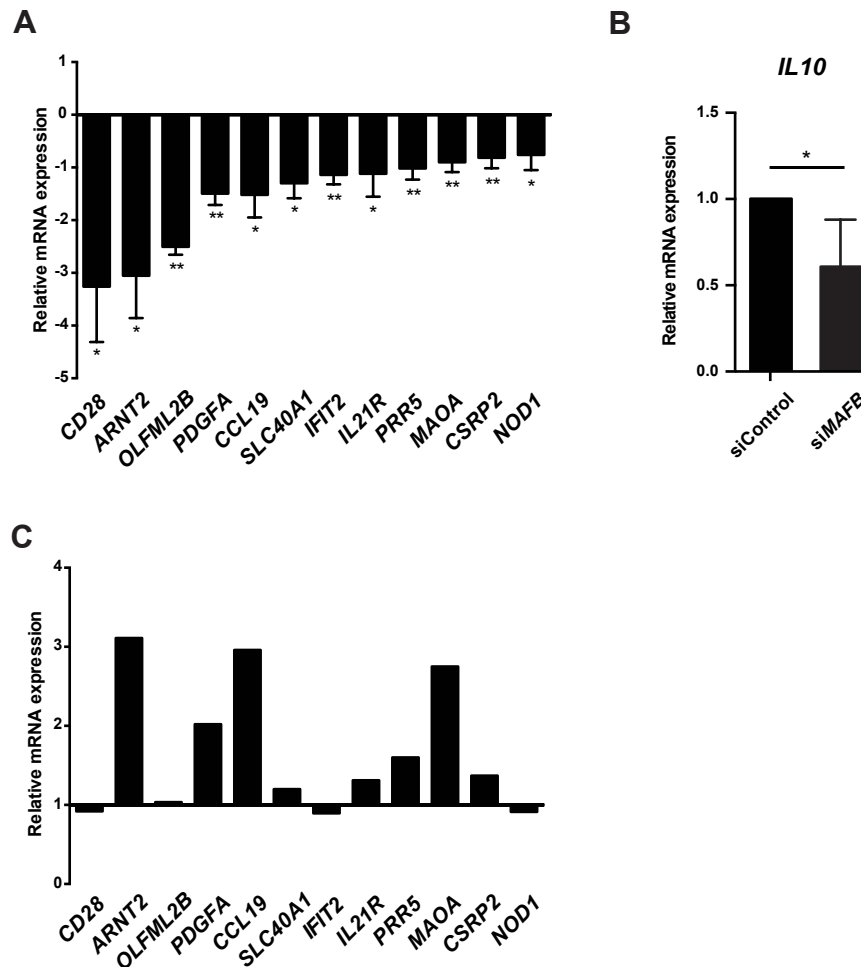 A
Relative mRNA expression
1
0
-1
-2
-3
-4
-5
* * ** ** * * ** * ** ** ** *
CD28 ARNT2 OLFML2B PDGFA CCL19 SLC40A1 IFIT2 IL21R PRR5 MAOA CSRP2 NOD1
B
IL10
Relative mRNA expression
1.5
1.0
0.5
0.0
*
siControl siMAFB
C
Relative mRNA expression
4
3
2
1
0
CD28 ARNT2 OLFML2B PDGFA CCL19 SLC40A1 IFIT2 IL21R PRR5 MAOA CSRP2 NOD1